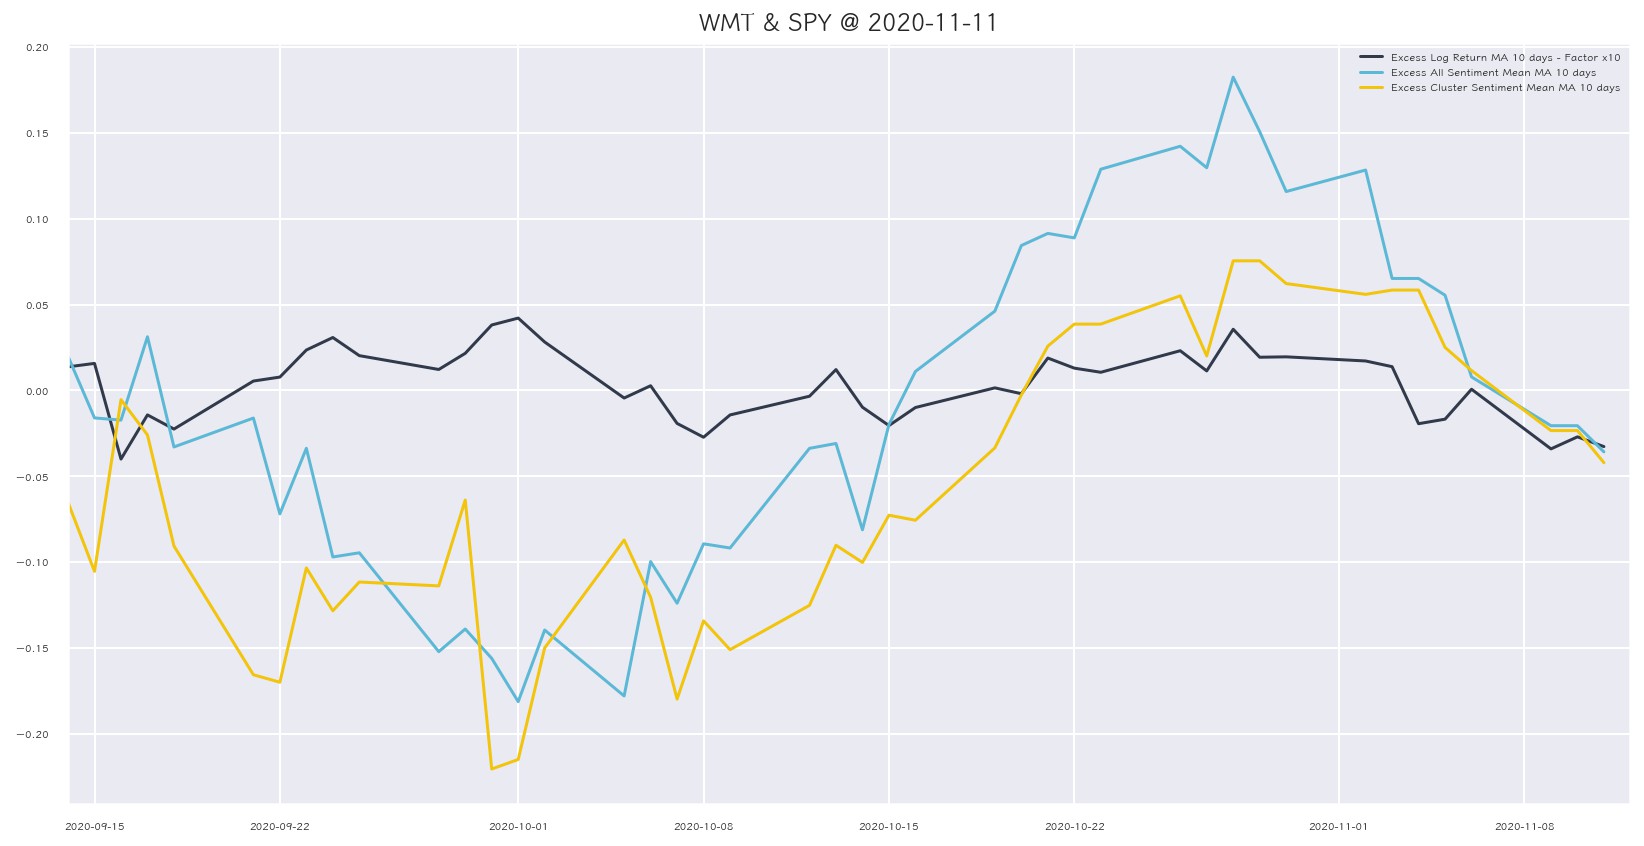 WMT & SPY @ 2020-11-11
Excess Log Return MA 10 days - Factor x10
Excess All Sentiment Mean MA 10 days
Excess Cluster Sentiment Mean MA 10 days
0.20
0.15
0.10
0.05
0.00
−0.05
−0.10
−0.15
−0.20
2020-09-15 2020-09-22 2020-10-01 2020-10-08 2020-10-15 2020-10-22 2020-11-01 2020-11-08